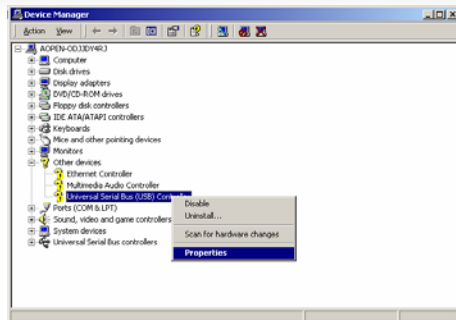 Device Manager
Action View
AOPEN-ODJJDY4RJ
Computer
Disk drives
Display adapters
DVD/CD-ROM drives
Floppy disk controllers
IDE ATA/ATAPI controllers
Keyboards
Mice and other pointing devices
Monitors
Other devices
Ethernet Controller
Multimedia Audio Controller
Universal Serial Bus (USB) Controller
Ports (COM & LPT)
Sound, video and game controllers
System devices
Universal Serial Bus controllers
Disable
Uninstall...
Scan for hardware changes
Properties